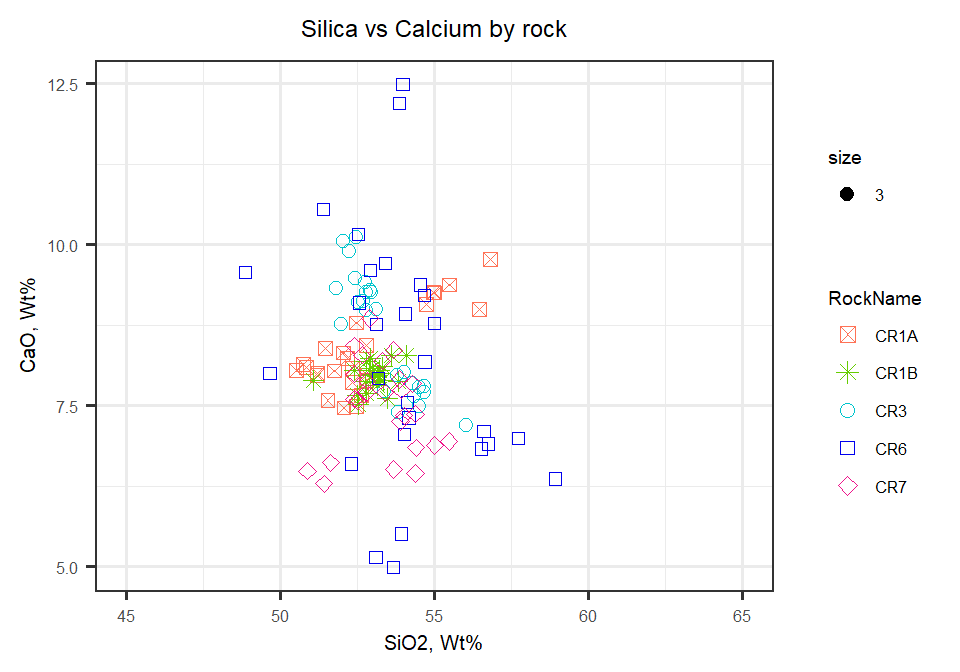 Silica vs Calcium by rock
12.5
10.0
7.5
5.0
CaO, Wt%
45
50
55
60
65
SiO2, Wt%
size
3
RockName
CR1A
CR1B
CR3
CR6
CR7